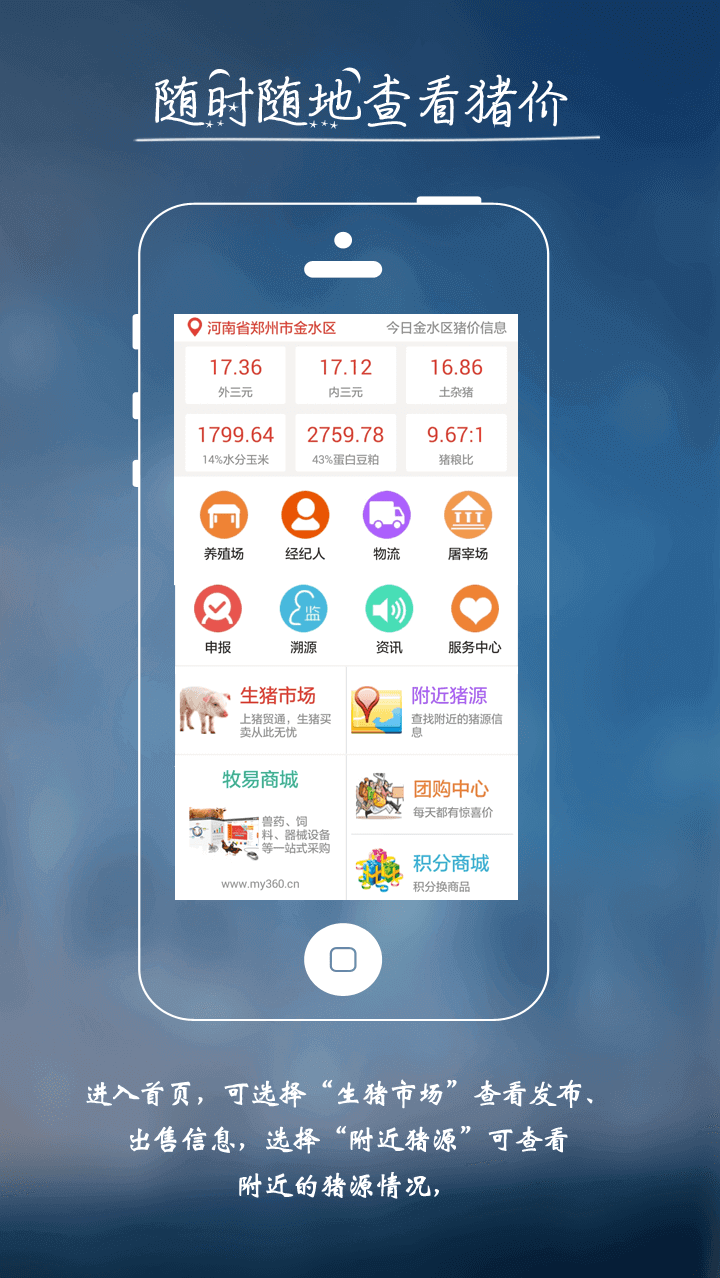 随时随地查看猪价
河南省郑州市金水区 今日金水区猪价信息
17.36 17.12 16.86
外三元 内三元 土杂猪
1799.64 2759.78 9.67:1
14%水分玉米 43%蛋白豆粕 猪粮比
养殖场 经纪人 物流 屠宰场
监
申报 溯源 资讯 服务中心
生猪市场
上猪贸通，生猪买
卖从此无忧
附近猪源
查找附近的猪源信
息
牧易商城
兽药、饲
料、器械设备
等一站式采购
www.my360.cn
团购中心
每天都有惊喜价
积分商城
积分换商品
进入首页，可选择“生猪市场”查看发布、
出售信息，选择“附近猪源”可查看
附近的猪源情况，